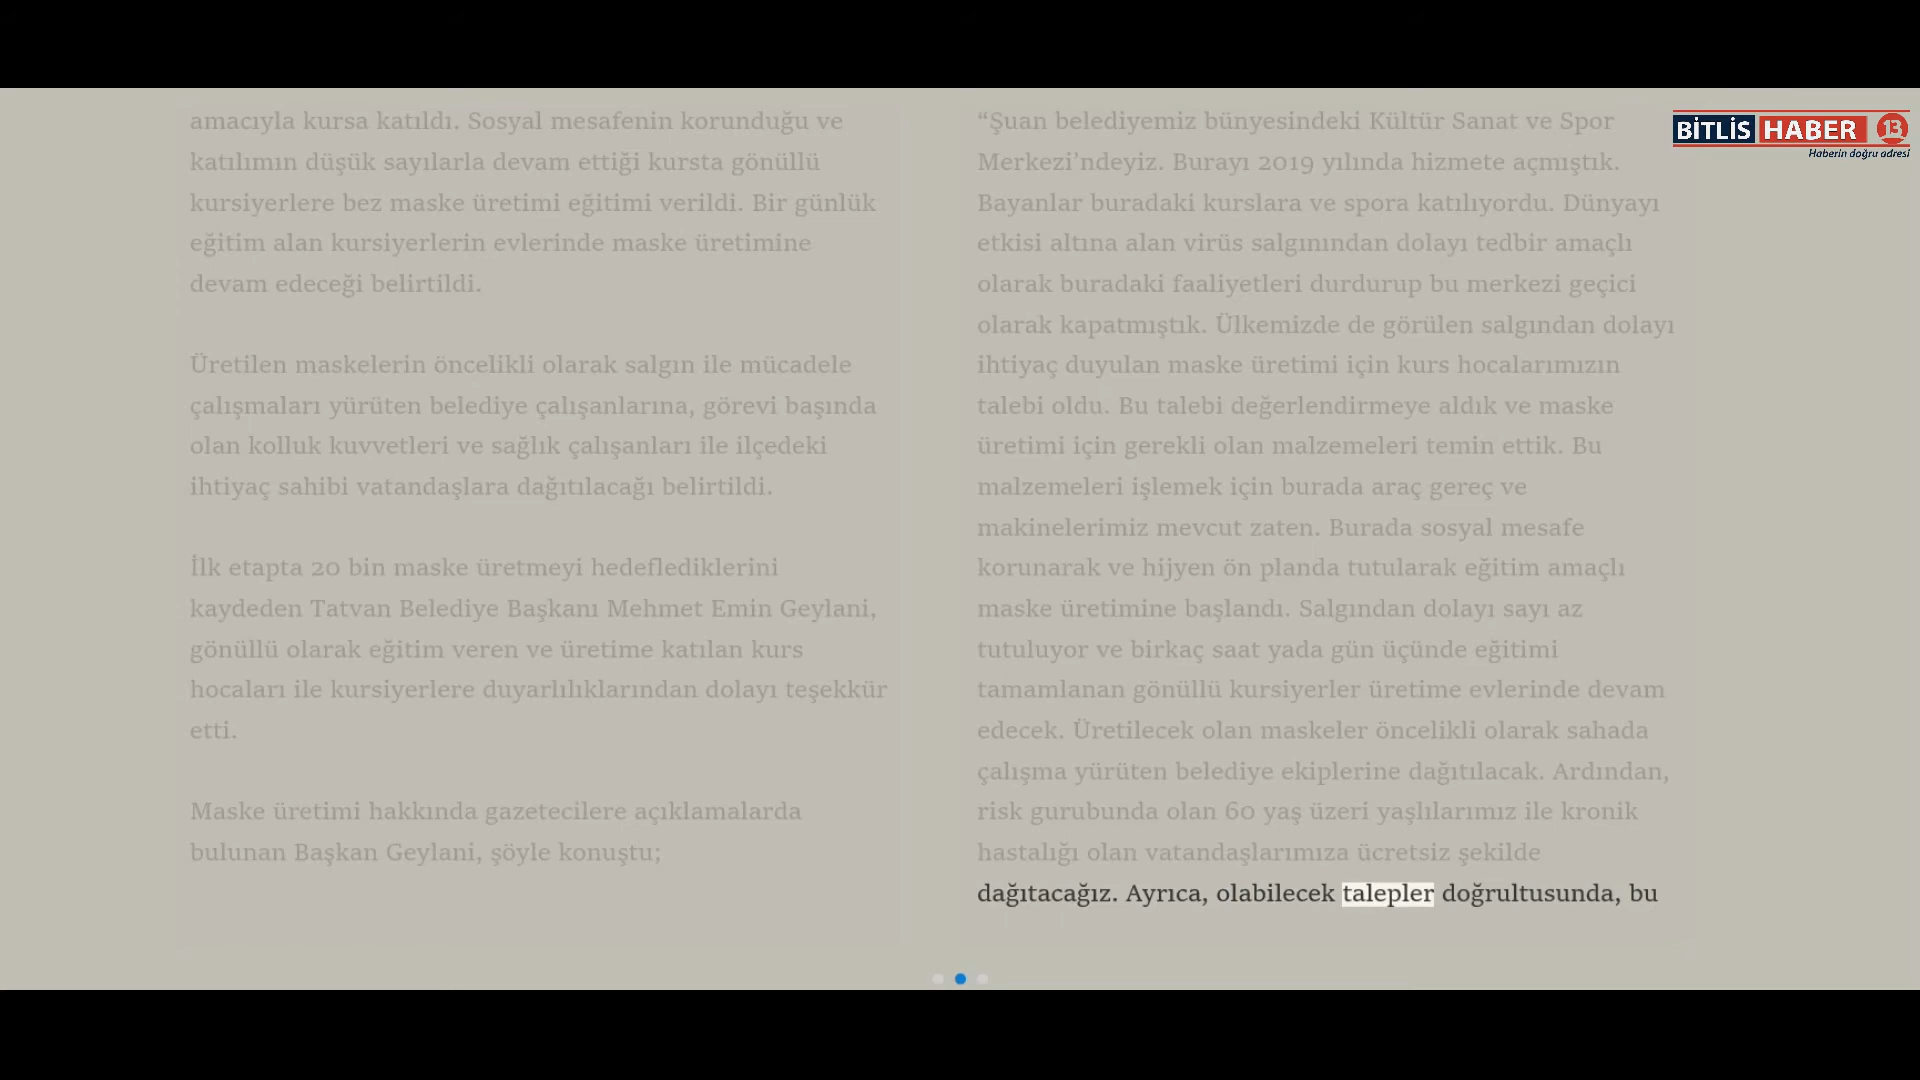 amacıyla kursa katıldı. Sosyal mesafenin korunduğu ve
katılımın düşük sayılarla devam ettiği kursta gönüllü
kursiyerlere bez maske üretimi eğitimi verildi. Bir günlük
eğitim alan kursiyerlerin evlerinde maske üretimine
devam edeceği belirtildi.
Üretilen maskelerin öncelikli olarak salgın ile mücadele
çalışmaları yürüten belediye çalışanlarına, görevi başında
olan kolluk kuvvetleri ve sağlık çalışanları ile ilçedeki
ihtiyaç sahibi vatandaşlara dağıtılacağı belirtildi.
İlk etapta 20 bin maske üretmeyi hedeflediklerini
kaydeden Tatvan Belediye Başkanı Mehmet Emin Geylani,
gönüllü olarak eğitim veren ve üretime katılan kurs
hocaları ile kursiyerlere duyarlılıklarından dolayı teşekkür
etti.
Maske üretimi hakkında gazetecilere açıklamalarda
bulunan Başkan Geylani, şöyle konuştu;
“Şuan belediyemiz bünyesindeki Kültür Sanat ve Spor
Merkezi’ndeyiz. Burayı 2019 yılında hizmete açmıştık.
Bayanlar buradaki kurslara ve spora katılıyordu. Dünyayı
etkisi altına alan virüs salgınından dolayı tedbir amaçlı
olarak buradaki faaliyetleri durdurup bu merkezi geçici
olarak kapatmıştık. Ülkemizde de görülen salgından dolayı
ihtiyaç duyulan maske üretimi için kurs hocalarımızın
talebi oldu. Bu talebi değerlendirmeye aldık ve maske
üretimi için gerekli olan malzemeleri temin ettik. Bu
malzemeleri işlemek için burada araç gereç ve
makinelerimiz mevcut zaten. Burada sosyal mesafe
korunarak ve hijyen ön planda tutularak eğitim amaçlı
maske üretimine başlandı. Salgından dolayı sayı az
tutuluyor ve birkaç saat yada gün üçünde eğitimi
tamamlanan gönüllü kursiyerler üretime evlerinde devam
edecek. Üretilecek olan maskeler öncelikli olarak sahada
çalışma yürüten belediye ekiplerine dağıtılacak. Ardından,
risk gurubunda olan 60 yaş üzeri yaşlılarımız ile kronik
hastalığı olan vatandaşlarımıza ücretsiz şekilde
dağıtacağız. Ayrıca, olabilecek talepler doğrultusunda, bu
BİTLİS HABER 13
Haberin doğru adresi